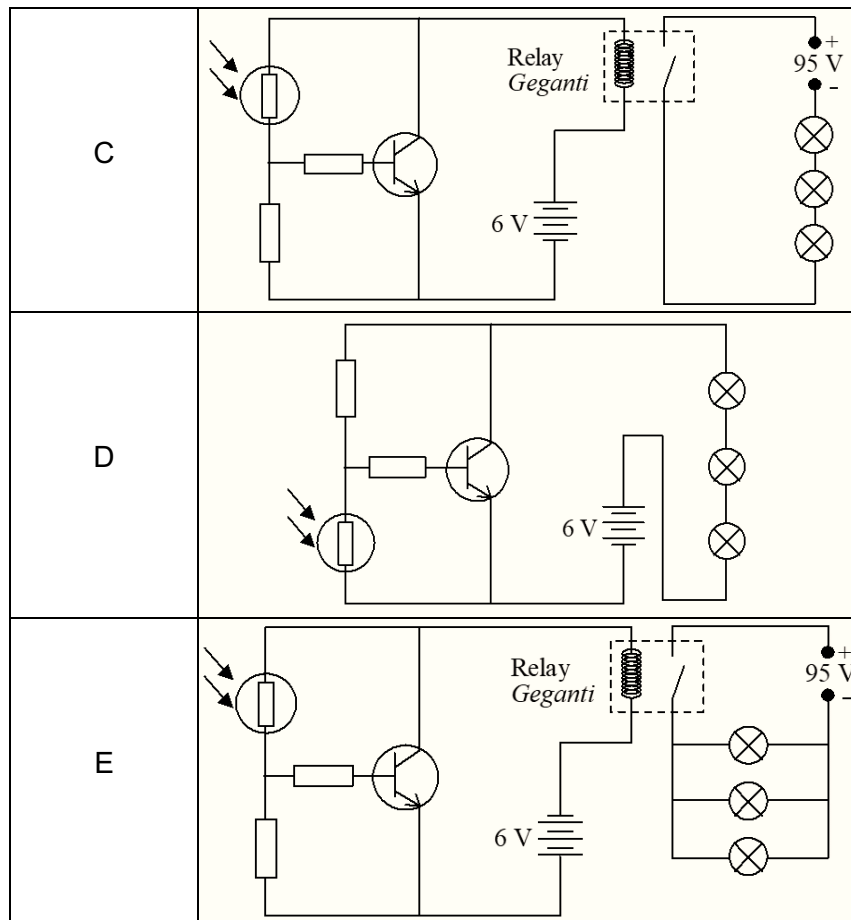 C
Relay
Geganti
6 V
+
95 V
-
D
6 V
E
Relay
Geganti
6 V
+
95 V
-